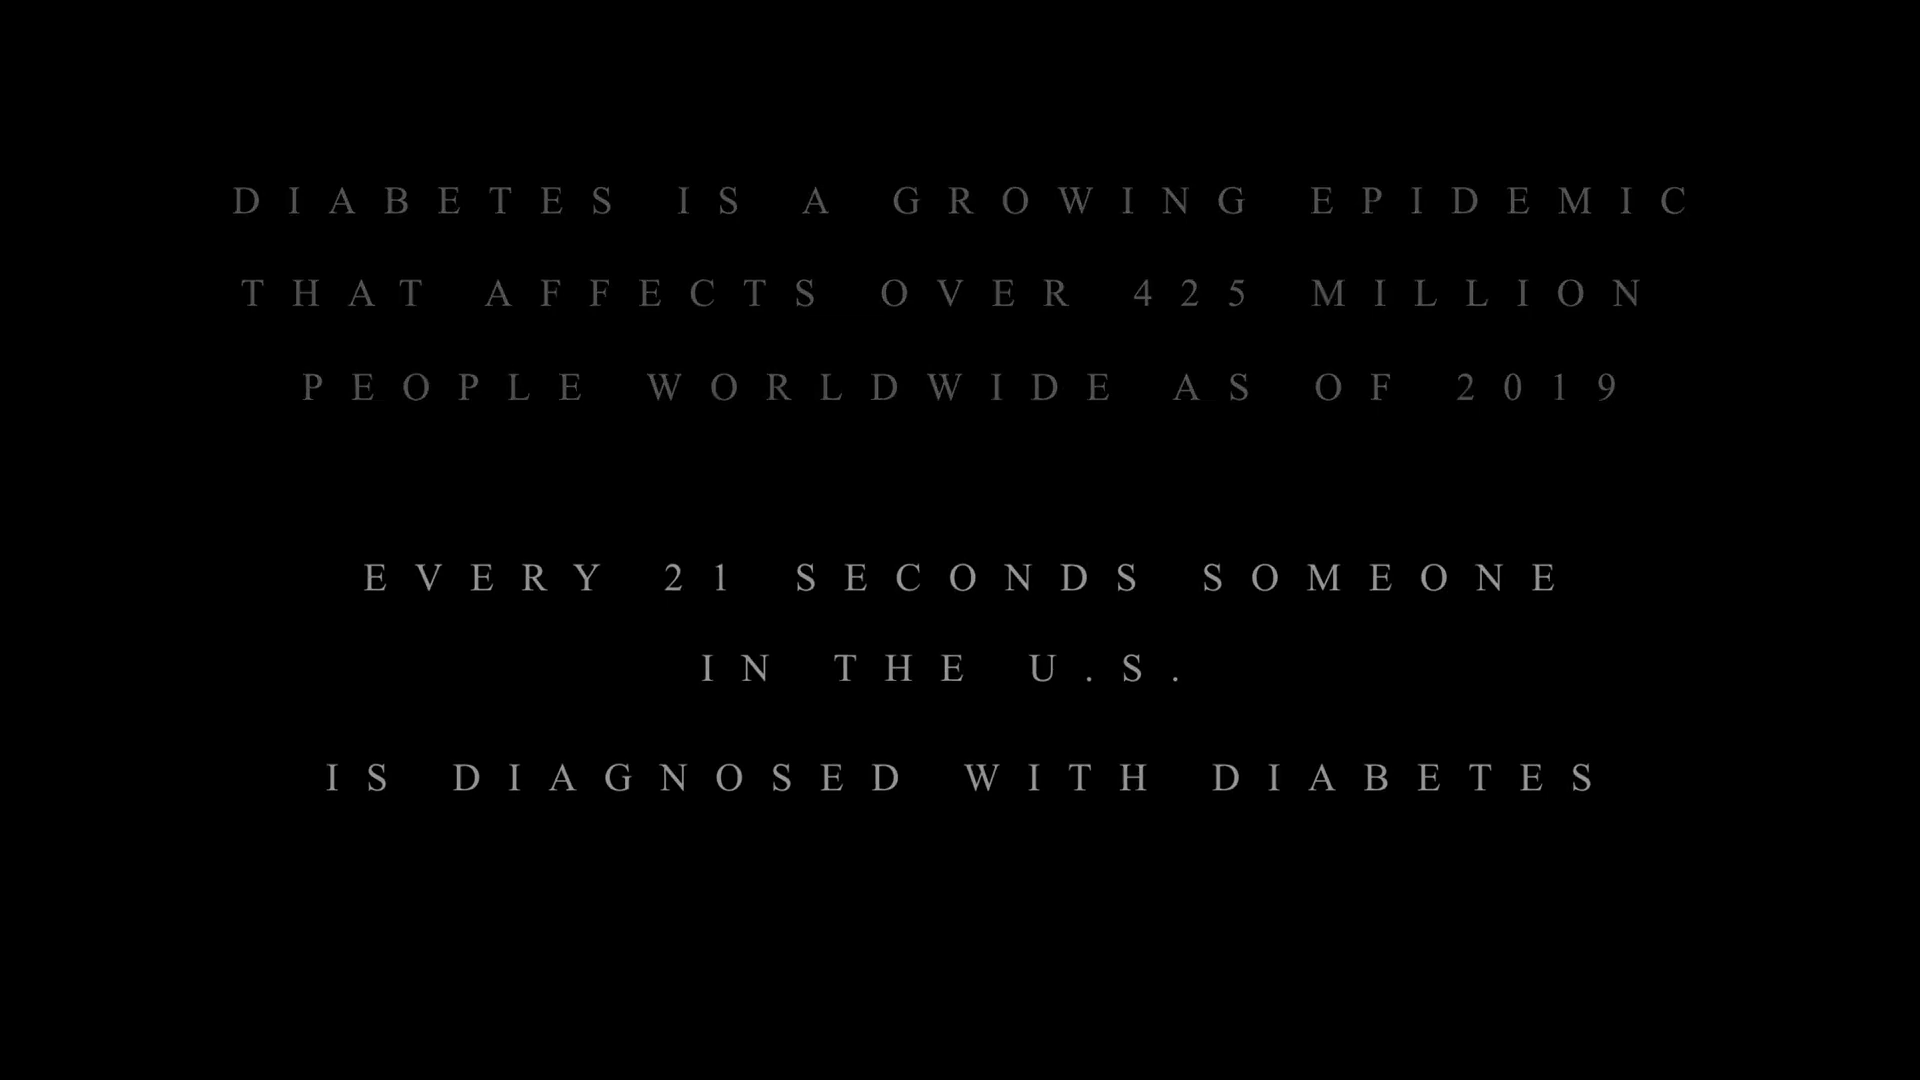 DIABETES IS A GROWING EPIDEMIC
THAT AFFECTS OVER 425 MILLION
PEOPLE WORLDWIDE AS OF 2019
EVERY 21 SECONDS SOMEONE
IN THE U.S.
IS DIAGNOSED WITH DIABETES